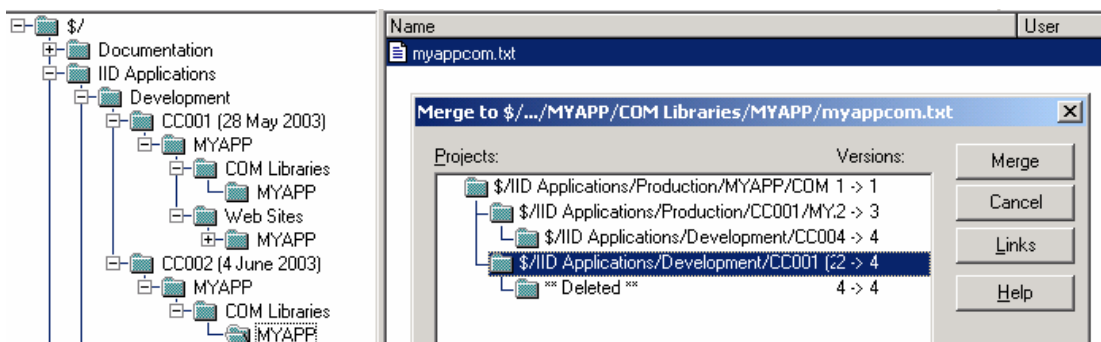 $/
Documentation
IID Applications
Development
CC001 (28 May 2003)
MYAPP
COM Libraries
MYAPP
Web Sites
MYAPP
CC002 (4 June 2003)
MYAPP
COM Libraries
MYAPP
Name User
myappcom.txt
Merge to $/.../MYAPP/COM Libraries/MYAPP/myappcom.txt
Projects: Versions:
$/IID Applications/Production/MYAPP/COM 1 -> 1
$/IID Applications/Production/CC001/MY.2 -> 3
$/IID Applications/Development/CC004 -> 4
$/IID Applications/Development/CC001 (22 -> 4
** Deleted ** 4 -> 4
Merge
Cancel
Links
Help